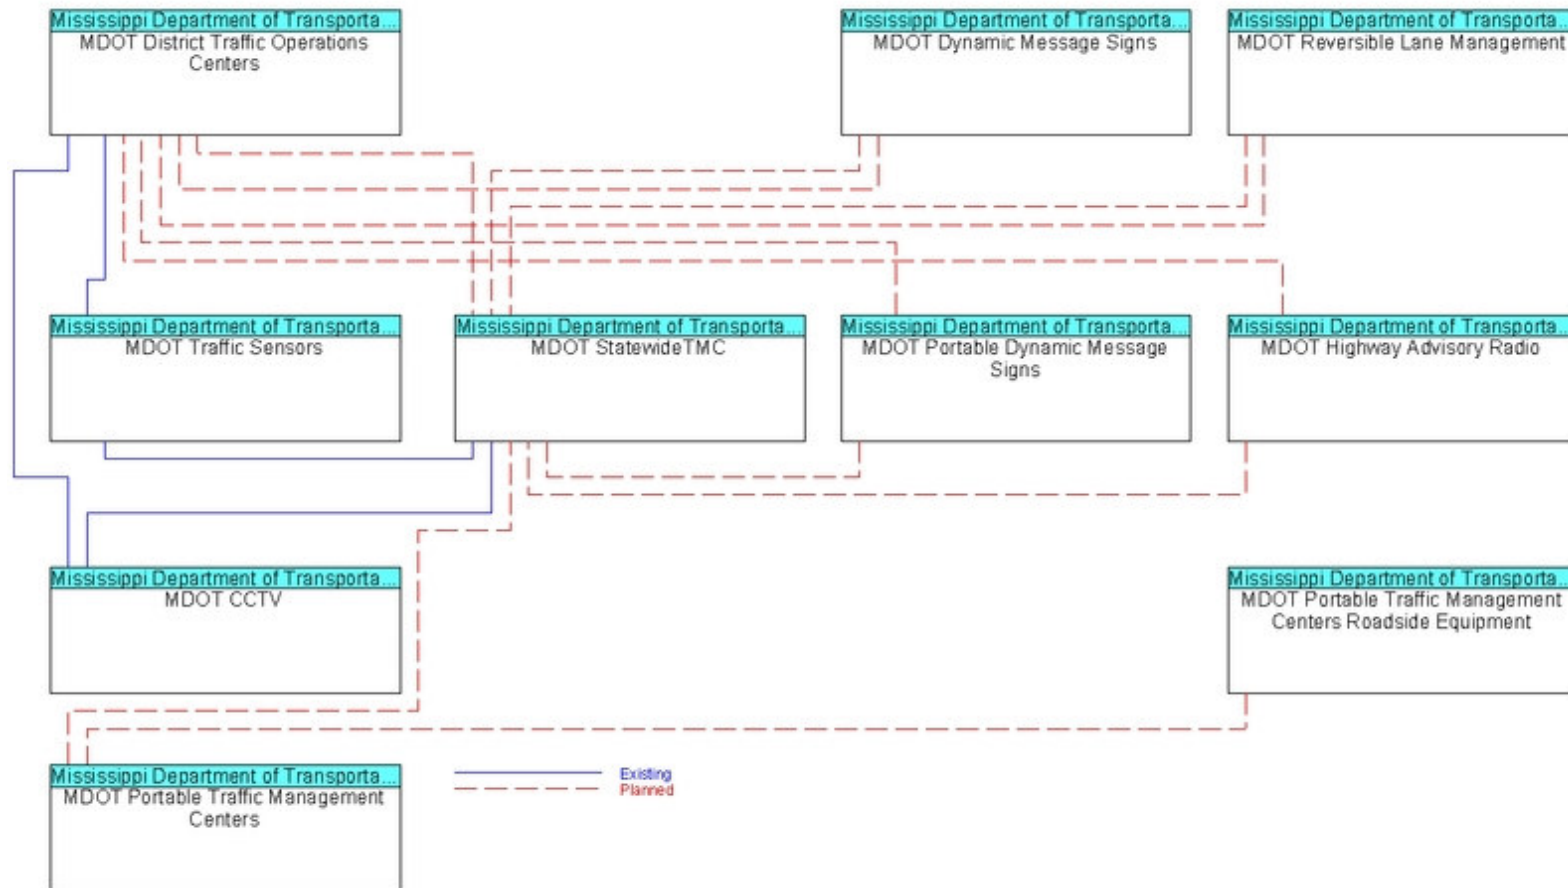 Mississippi Department of Transporta...
MDOT District Traffic Operations
Centers
Mississippi Department of Transporta...
MDOT Dynamic Message Signs
Mississippi Department of Transporta...
MDOT Reversible Lane Management
Mississippi Department of Transporta...
MDOT Traffic Sensors
Mississippi Department of Transporta...
MDOT StatewideTMC
Mississippi Department of Transporta...
MDOT Portable Dynamic Message
Signs
Mississippi Department of Transporta...
MDOT Highway Advisory Radio
Mississippi Department of Transporta...
MDOT CCTV
Mississippi Department of Transporta...
MDOT Portable Traffic Management
Centers Roadside Equipment
Mississippi Department of Transporta...
MDOT Portable Traffic Management
Centers
Existing
Planned